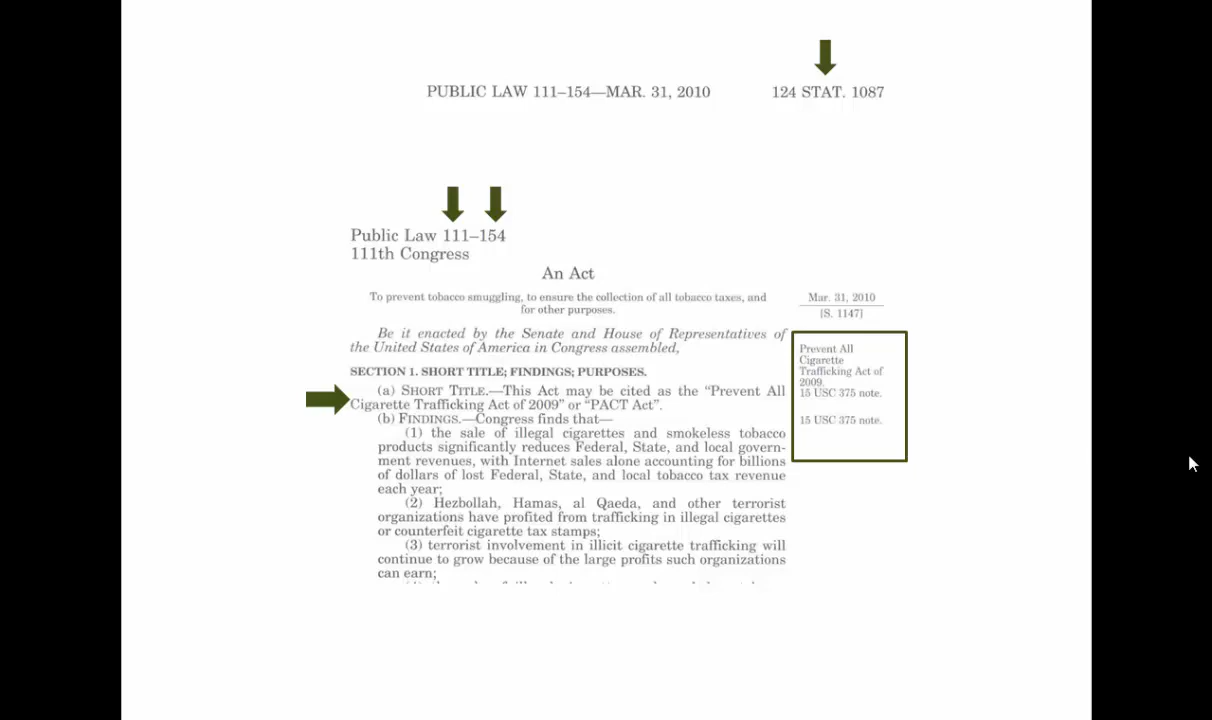 PUBLIC LAW 111–154—MAR. 31, 2010 124 STAT. 1087
Public Law 111–154
111th Congress
An Act
To prevent tobacco smuggling, to ensure the collection of all tobacco taxes, and
for other purposes.
Mar. 31, 2010
[S. 1147]
Be it enacted by the Senate and House of Representatives of
the United States of America in Congress assembled,
SECTION 1. SHORT TITLE; FINDINGS; PURPOSES.
(a) SHORT TITLE.—This Act may be cited as the “Prevent All
Cigarette Trafficking Act of 2009” or “PACT Act”.
(b) FINDINGS.—Congress finds that—
(1) the sale of illegal cigarettes and smokeless tobacco
products significantly reduces Federal, State, and local govern-
ment revenues, with Internet sales alone accounting for billions
of dollars of lost Federal, State, and local tobacco tax revenue
each year;
(2) Hezbollah, Hamas, al Qaeda, and other terrorist
organizations have profited from trafficking in illegal cigarettes
or counterfeit cigarette tax stamps;
(3) terrorist involvement in illicit cigarette trafficking will
continue to grow because of the large profits such organizations
can earn;
Prevent All
Cigarette
Trafficking Act of
2009.
15 USC 375 note.
15 USC 375 note.